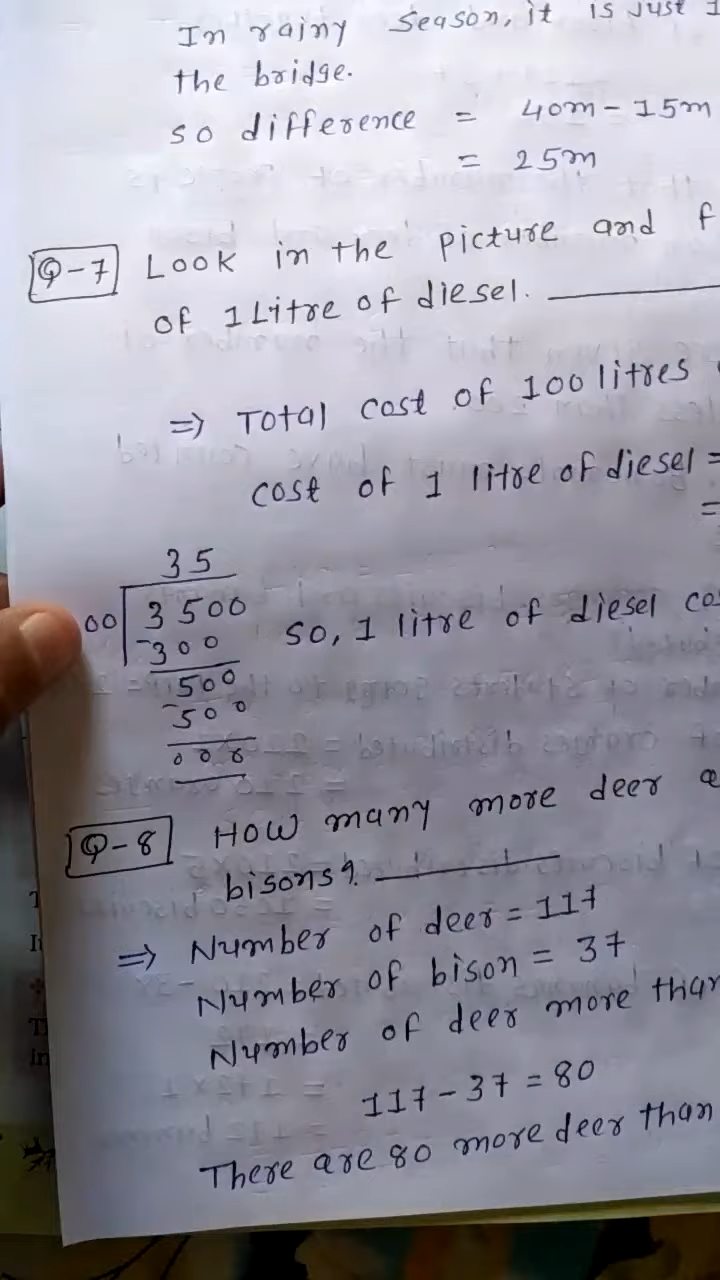 In rainy season, it is just 1
the bridge.
so difference = 40m - 15m
= 25m
Q-7 Look in the picture and f
of 1 Litre of diesel.
⇒ Total cost of 100 litres
cost of 1 litre of diesel =
=
35
00 3500
-300
500
-500
000
so, 1 litre of diesel co
Q-8 How many more deer a
bisons?
⇒ Number of deer = 117
Number of bison = 37
Number of deer more than
117 - 37 = 80
There are 80 more deer than